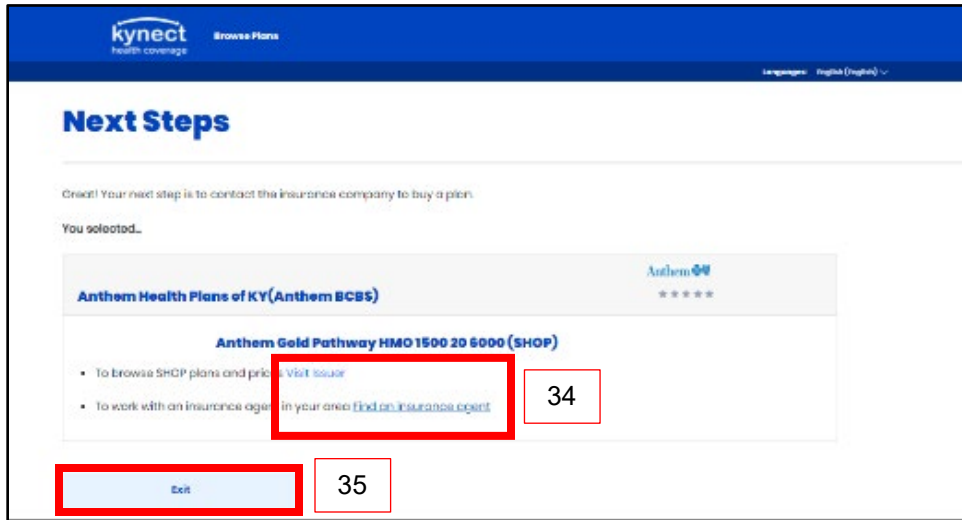 kynect
health coverage
Browse Plans
Languages: English (English)
Next Steps
Great! Your next step is to contact the insurance company to buy a plan.
You selected...
Anthem
Anthem Health Plans of KY(Anthem BCBS)
Anthem Gold Pathway HMO 1500 20 6000 (SHOP)
To browse SHOP plans and prices Visit Issuer
To work with an insurance agent in your area Find an insurance agent
34
Exit
35